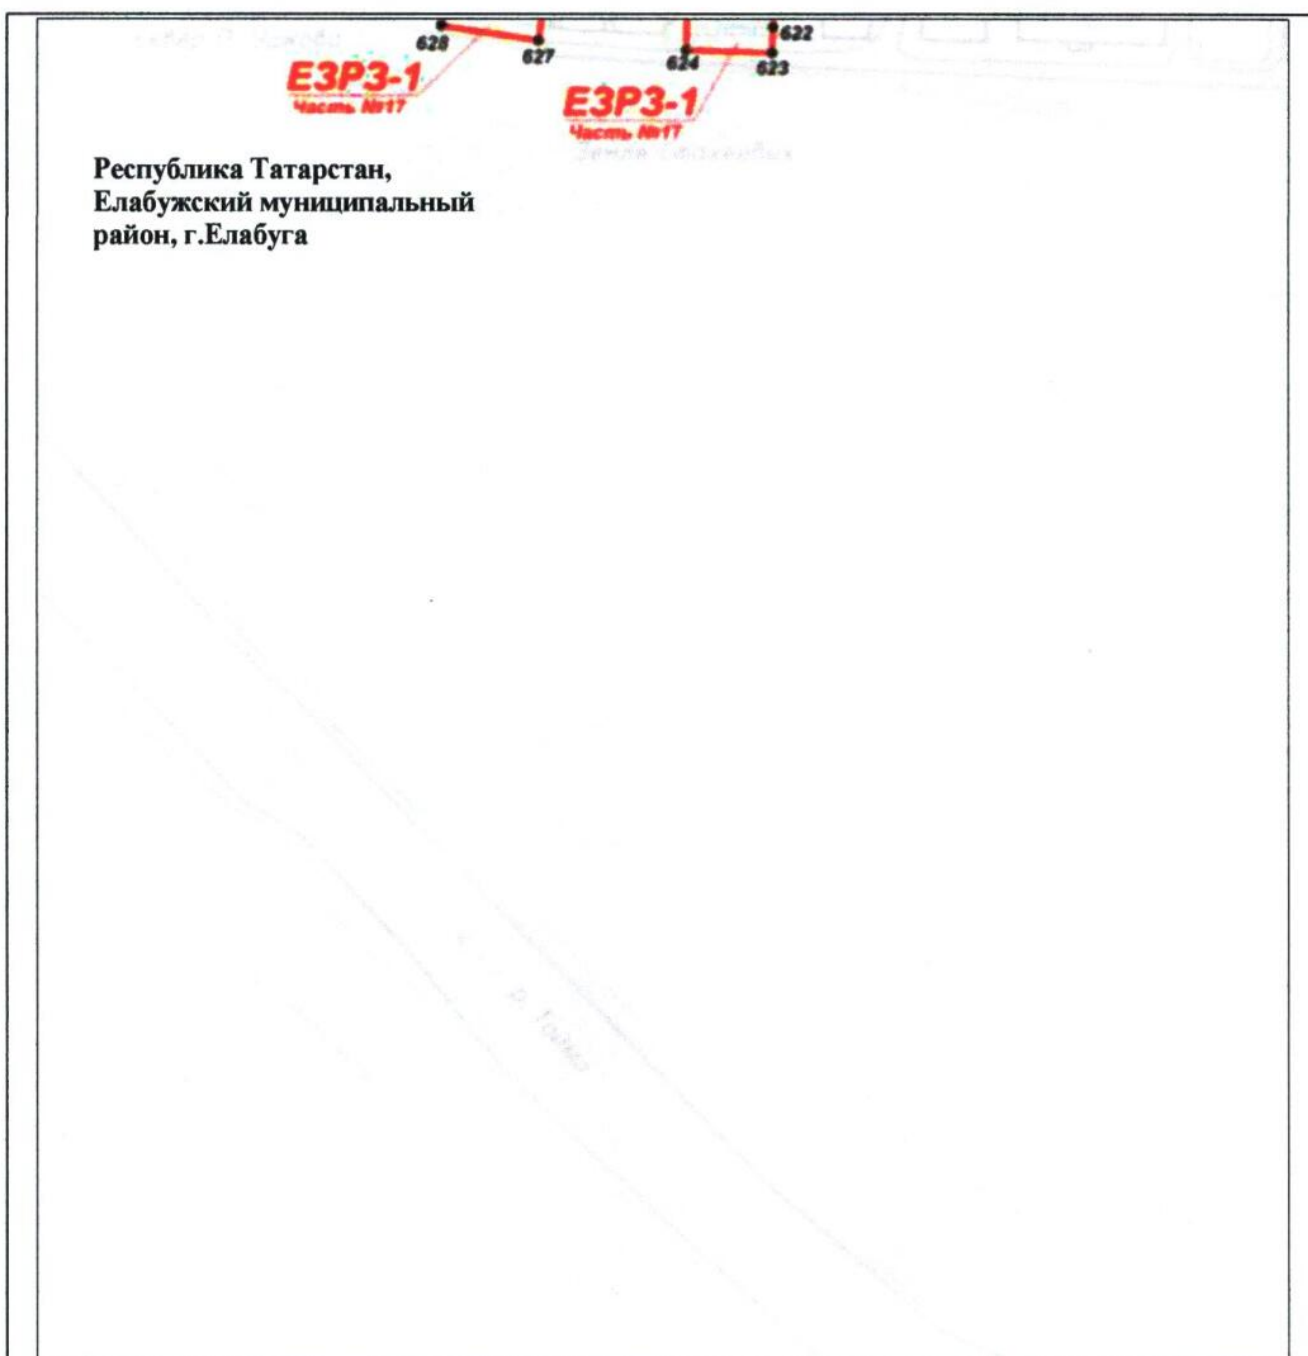 622
628
627
624
623
ЕЗРЗ-1
Часть №17
ЕЗРЗ-1
Часть №17
Республика Татарстан,
Елабужский муниципальный
район, г.Елабуга
р. Тойма